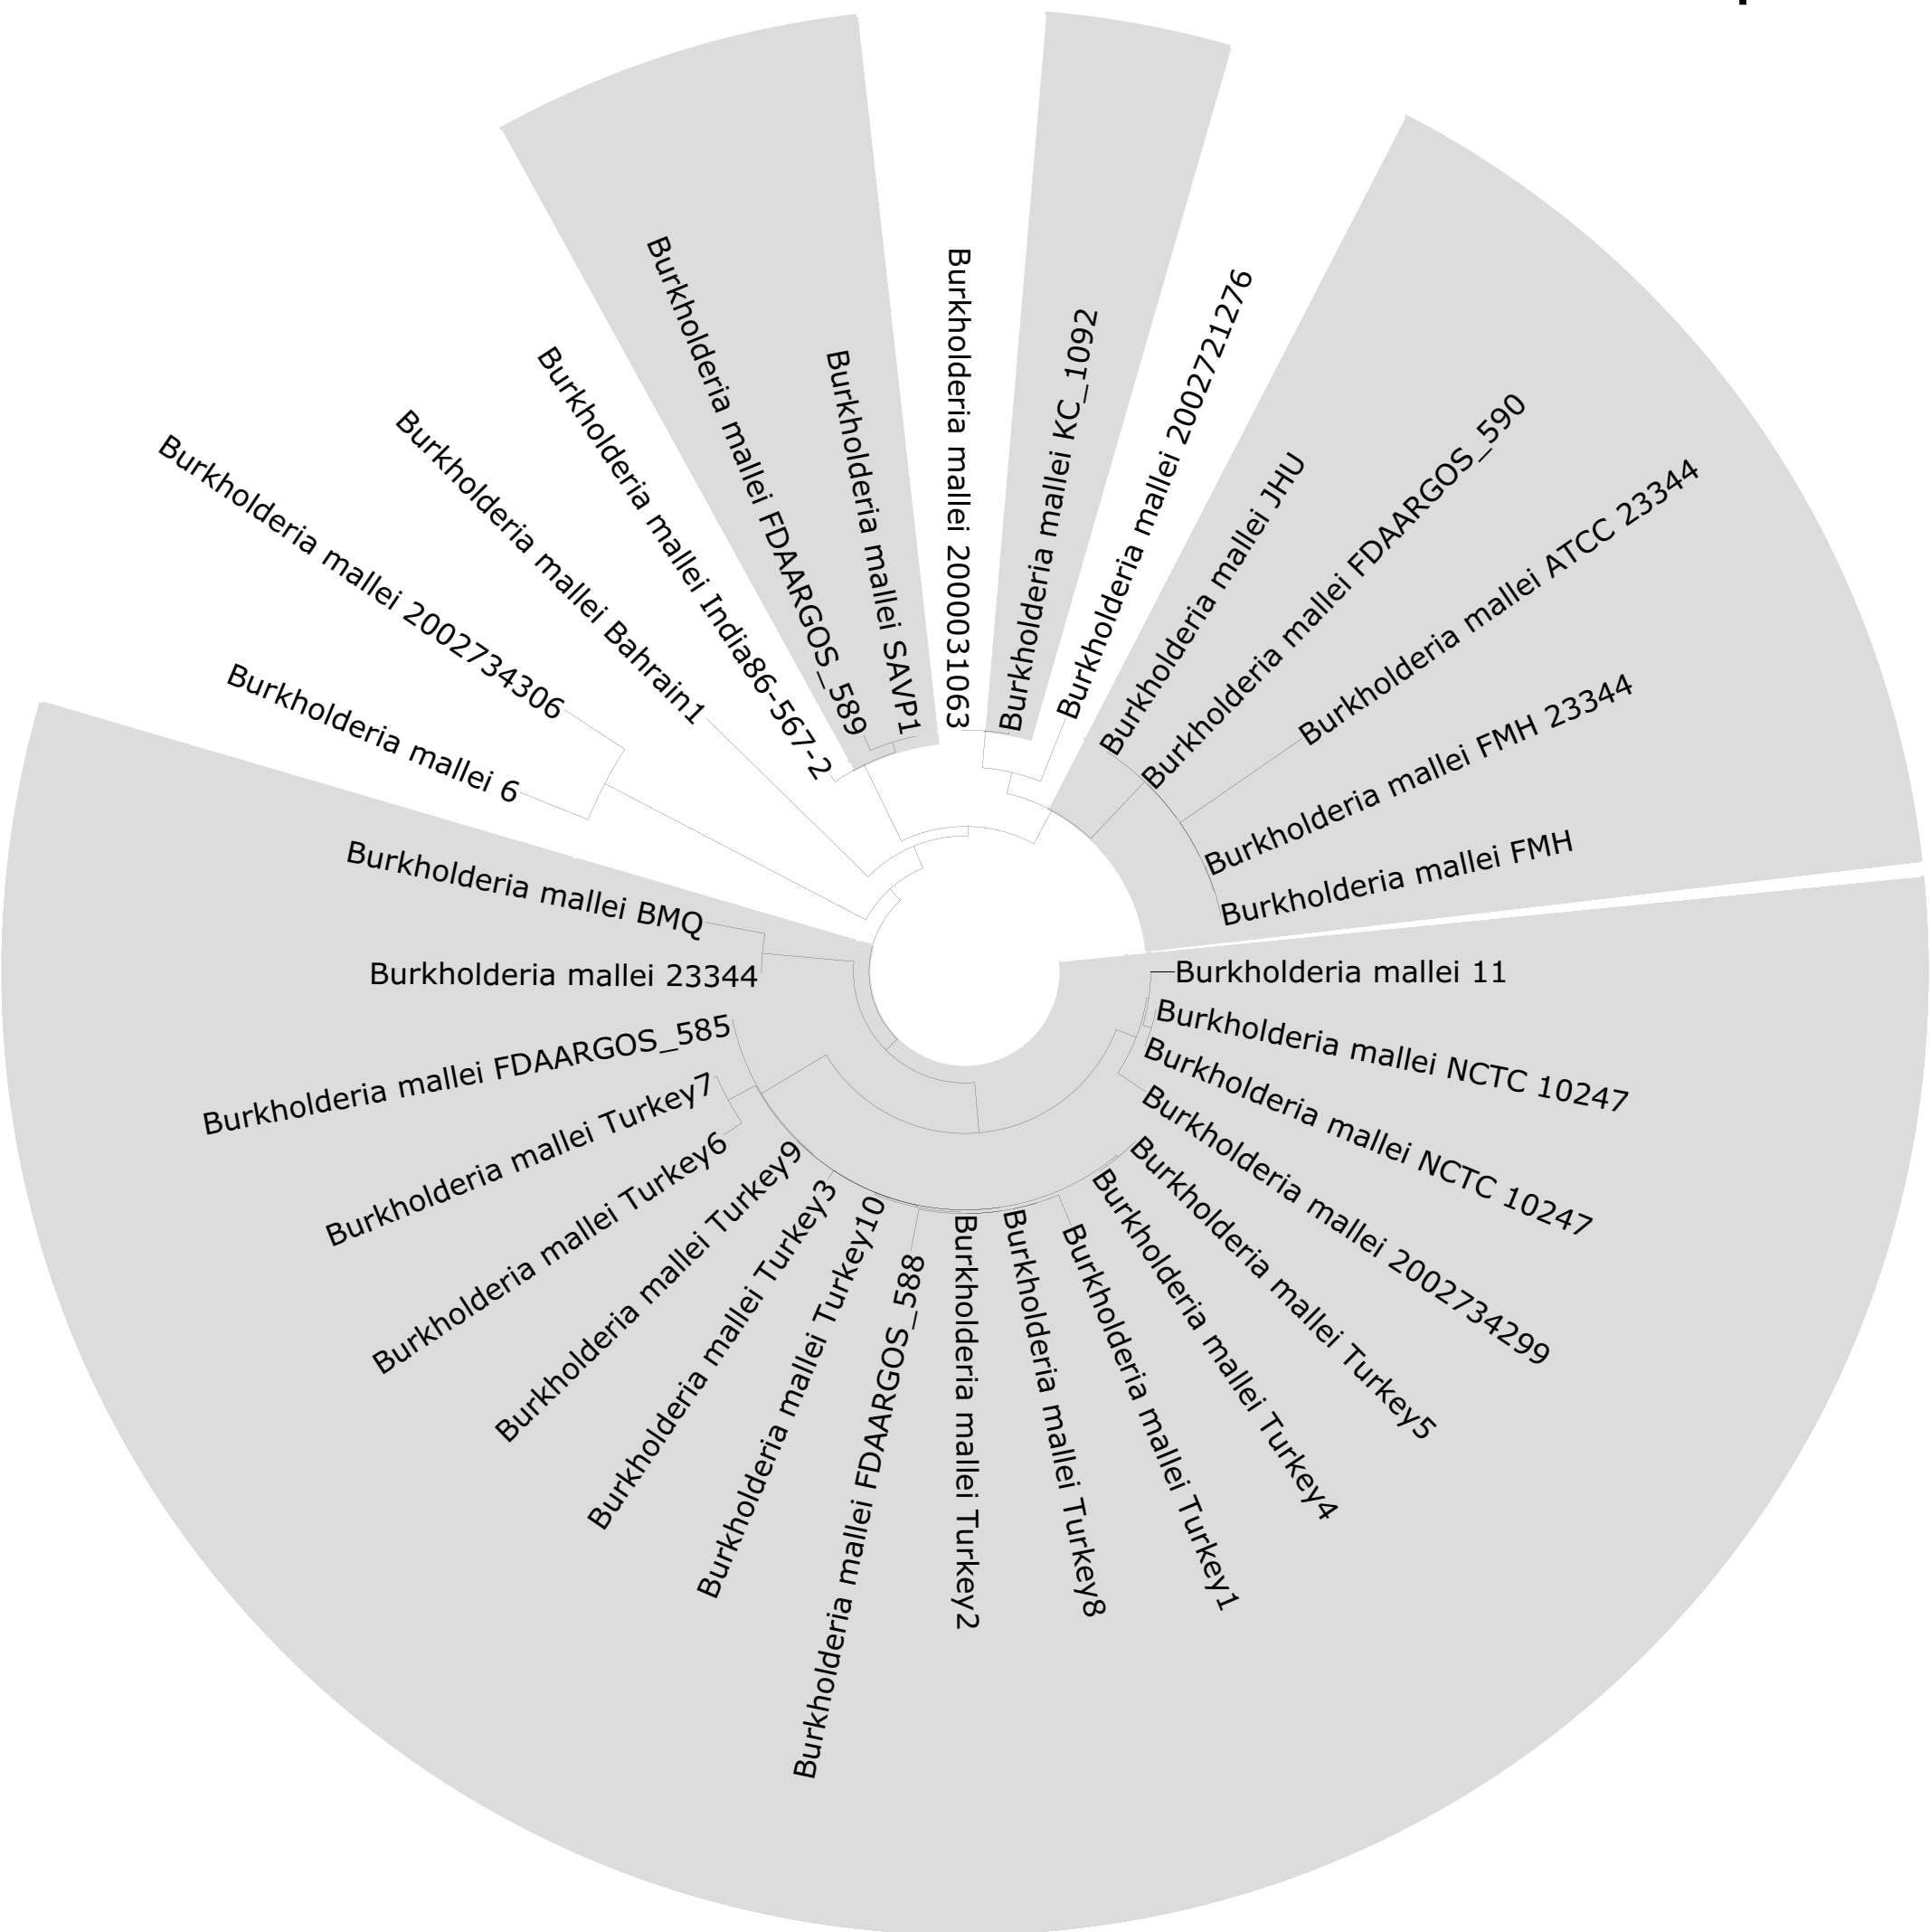 Burkholderia mallei 2000031063
Burkholderia mallei KC_1092
Burkholderia mallei 2002721276
Burkholderia mallei JHU
Burkholderia mallei FDAARGOS_590
Burkholderia mallei ATCC 23344
Burkholderia mallei FMH 23344
Burkholderia mallei FMH
Burkholderia mallei 11
Burkholderia mallei NCTC 10247
Burkholderia mallei NCTC 10247
Burkholderia mallei 2002734299
Burkholderia mallei Turkey5
Burkholderia mallei Turkey4
Burkholderia mallei Turkey1
Burkholderia mallei Turkey8
Burkholderia mallei Turkey2
Burkholderia mallei FDAARGOS_588
Burkholderia mallei Turkey10
Burkholderia mallei Turkey3
Burkholderia mallei Turkey9
Burkholderia mallei Turkey6
Burkholderia mallei Turkey7
Burkholderia mallei FDAARGOS_585
Burkholderia mallei 23344
Burkholderia mallei BMQ
Burkholderia mallei 6
Burkholderia mallei 2002734306
Burkholderia mallei Bahrain1
Burkholderia mallei India86-567-2
Burkholderia mallei FDAARGOS_589
Burkholderia mallei SAVP1